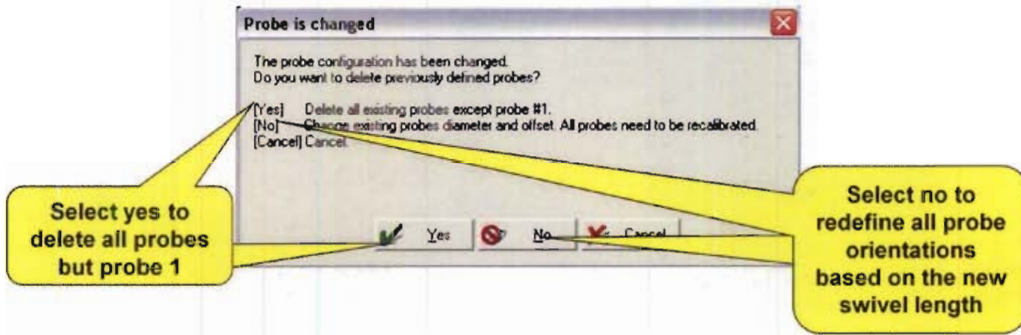 Probe is changed
The probe configuration has been changed.
Do you want to delete previously defined probes?
[Yes] Delete all existing probes except probe #1.
[No] Change existing probes diameter and offset. All probes need to be recalibrated.
[Cancel] Cancel
Yes No Cancel
Select yes to
delete all probes
but probe 1
Select no to
redefine all probe
orientations
based on the new
swivel length